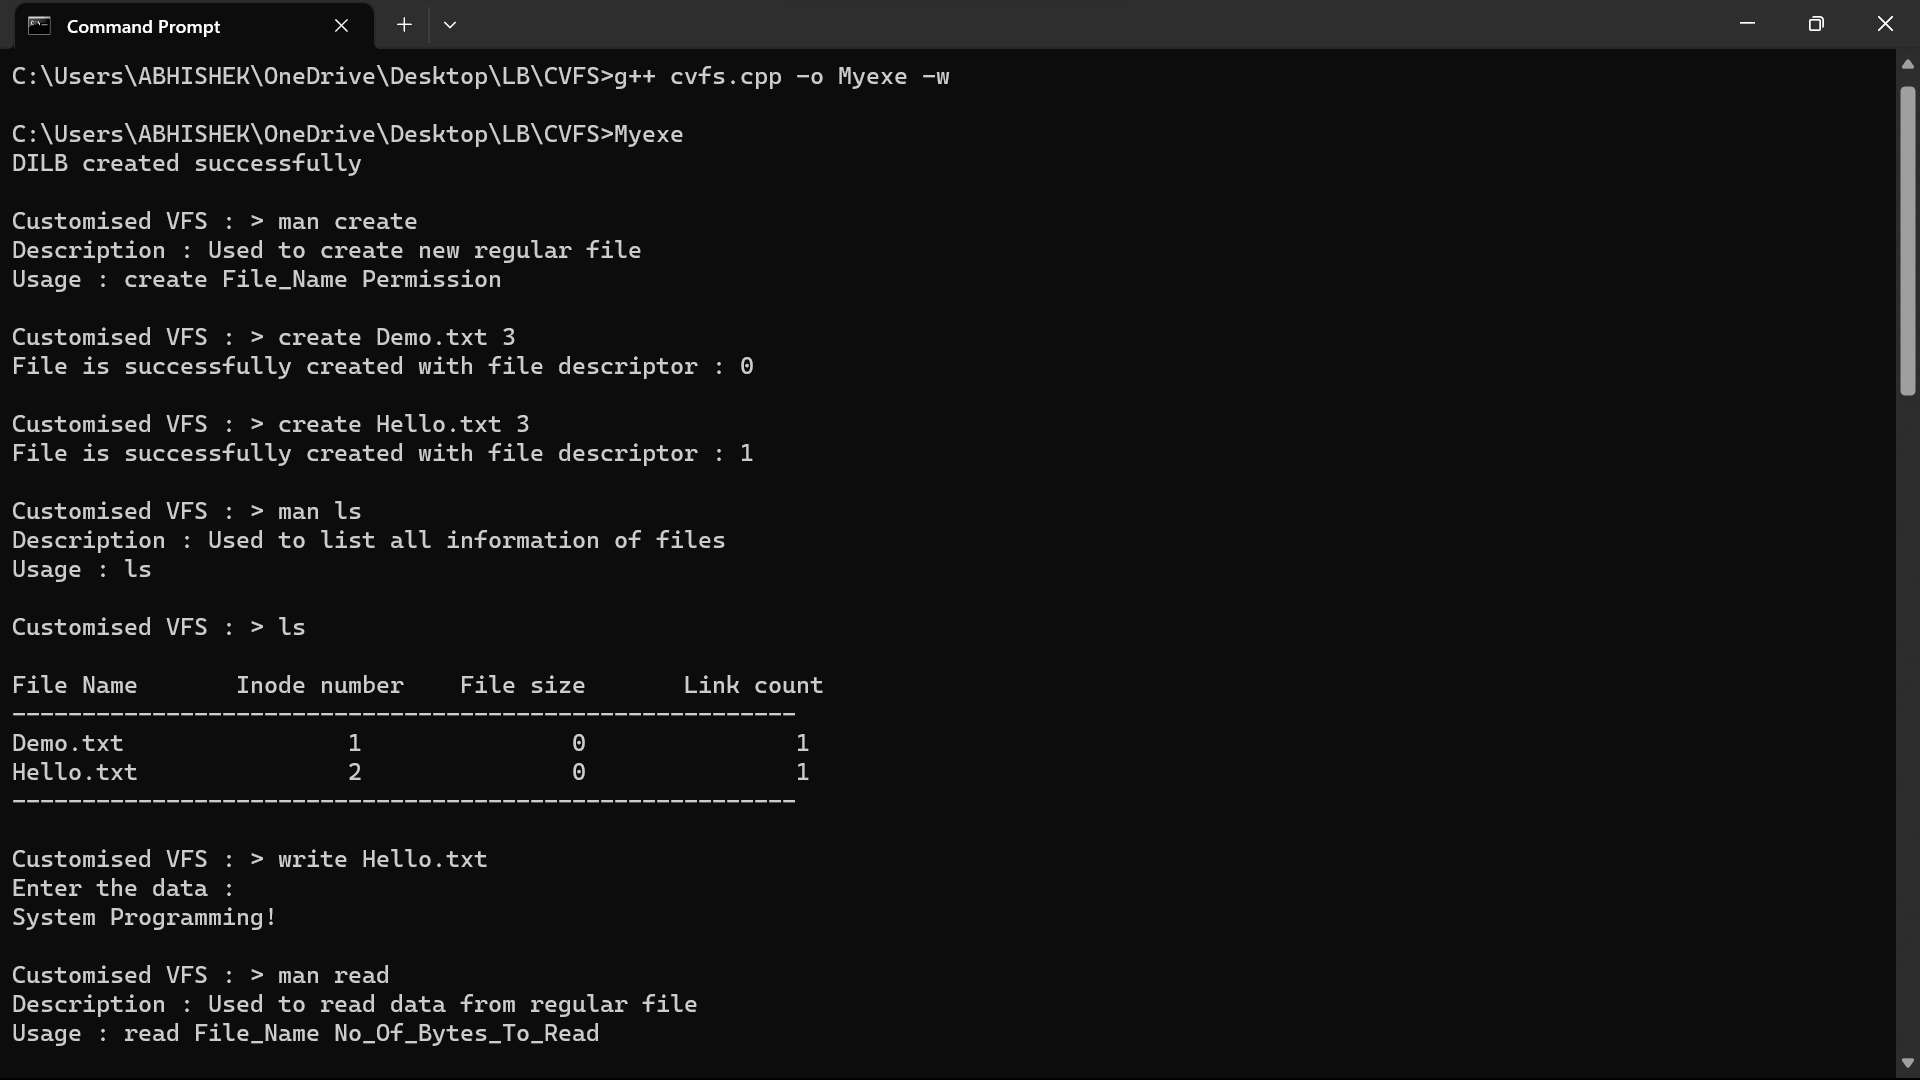 Command Prompt
C:\Users\ABHISHEK\OneDrive\Desktop\LB\CVFS>g++ cvfs.cpp -o Myexe -w
C:\Users\ABHISHEK\OneDrive\Desktop\LB\CVFS>Myexe
DILB created successfully
Customised VFS : > man create
Description : Used to create new regular file
Usage : create File_Name Permission
Customised VFS : > create Demo.txt 3
File is successfully created with file descriptor : 0
Customised VFS : > create Hello.txt 3
File is successfully created with file descriptor : 1
Customised VFS : > man ls
Description : Used to list all information of files
Usage : ls
Customised VFS : > ls
File Name       Inode number    File size       Link count
--------------------------------------------------------
Demo.txt                1               0               1
Hello.txt               2               0               1
--------------------------------------------------------
Customised VFS : > write Hello.txt
Enter the data :
System Programming!
Customised VFS : > man read
Description : Used to read data from regular file
Usage : read File_Name No_Of_Bytes_To_Read